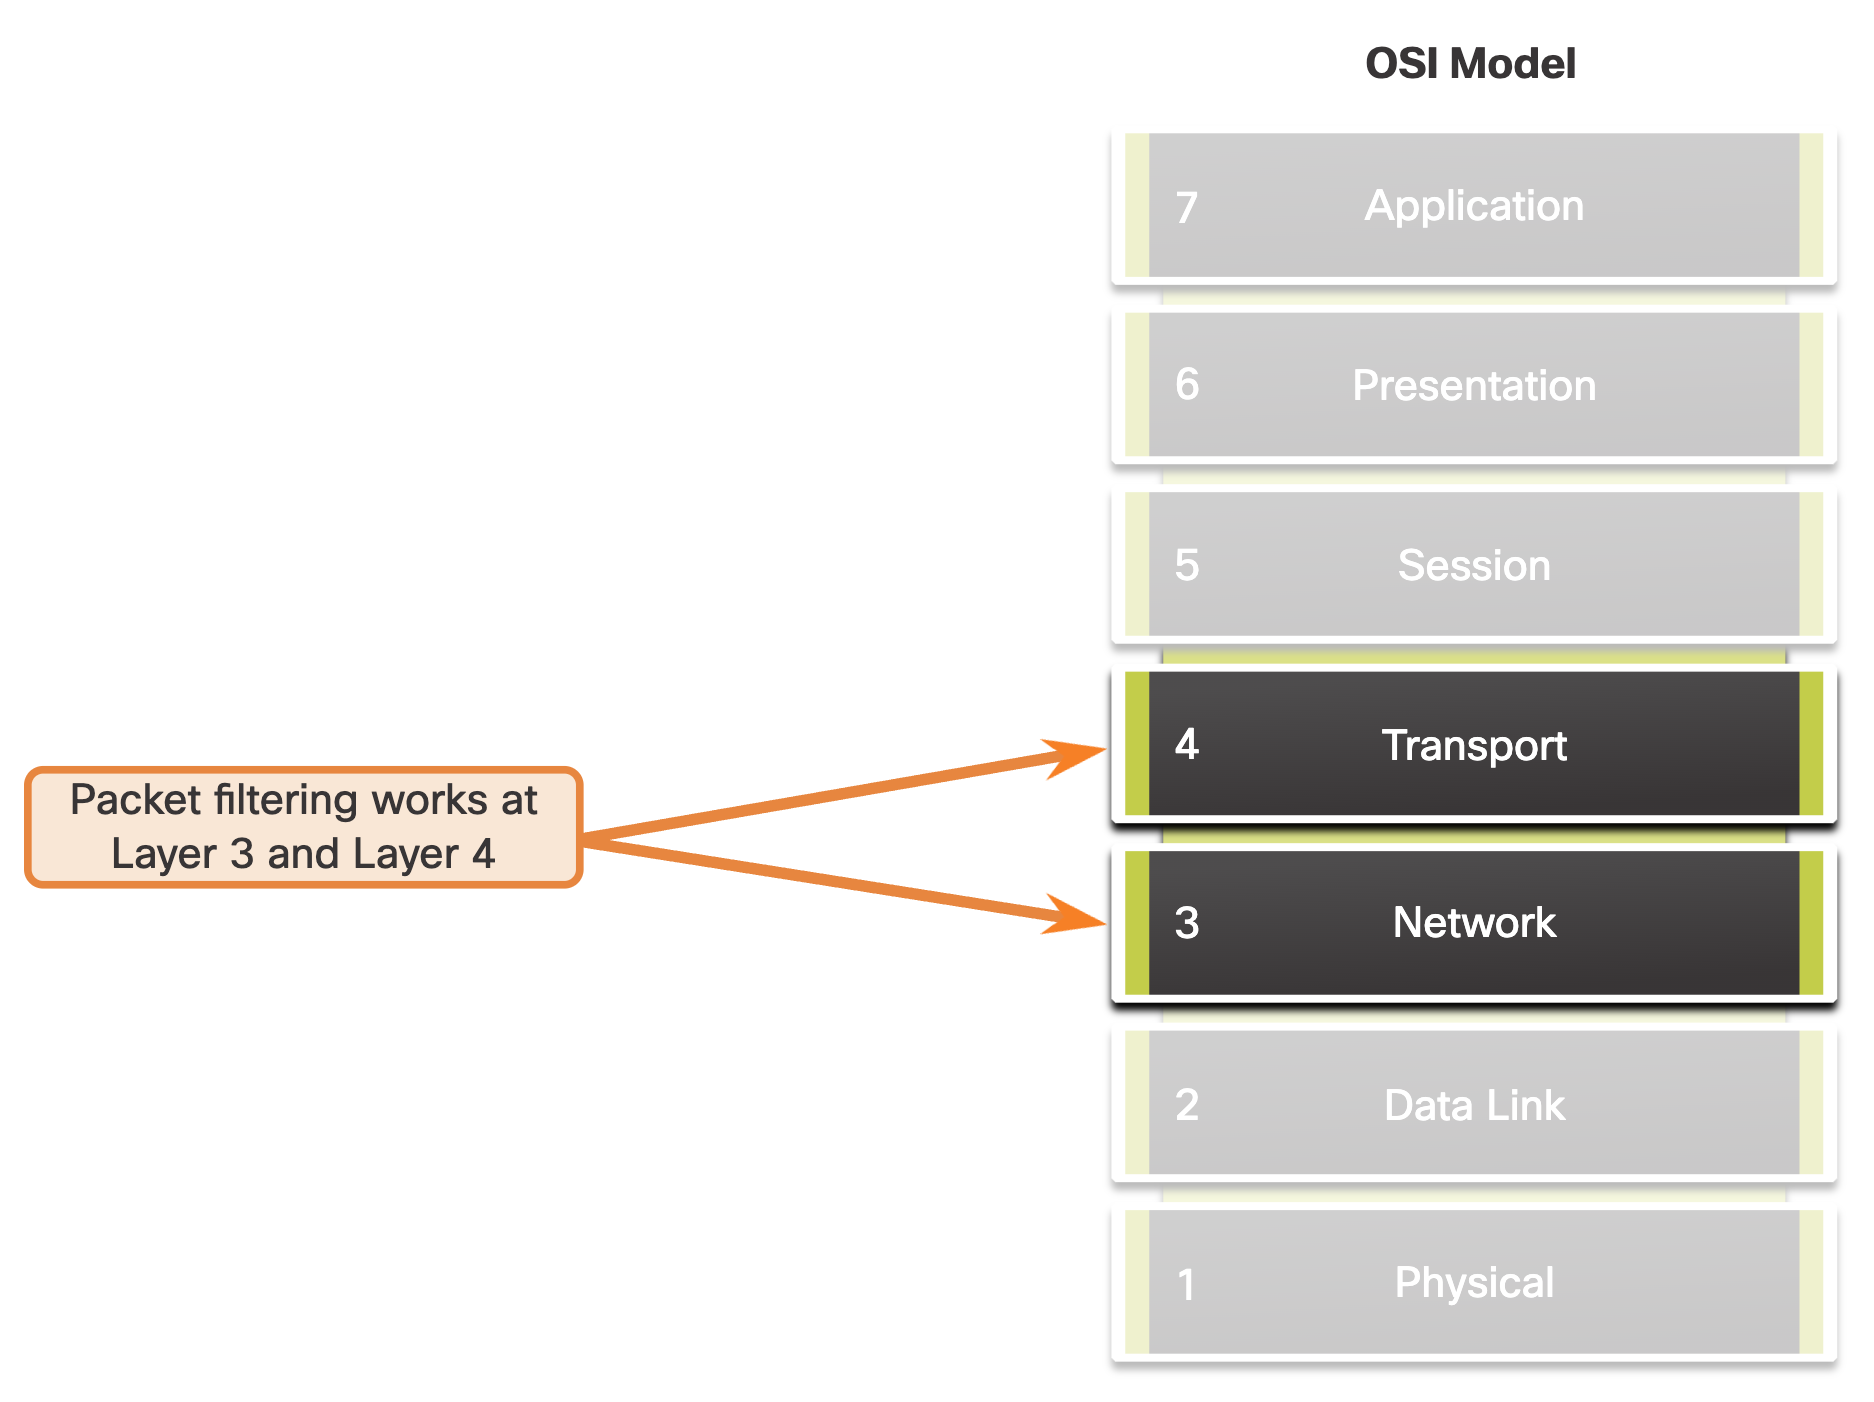 OSI Model
7 Application
6 Presentation
5 Session
4 Transport
Packet filtering works at
Layer 3 and Layer 4
3 Network
2 Data Link
1 Physical